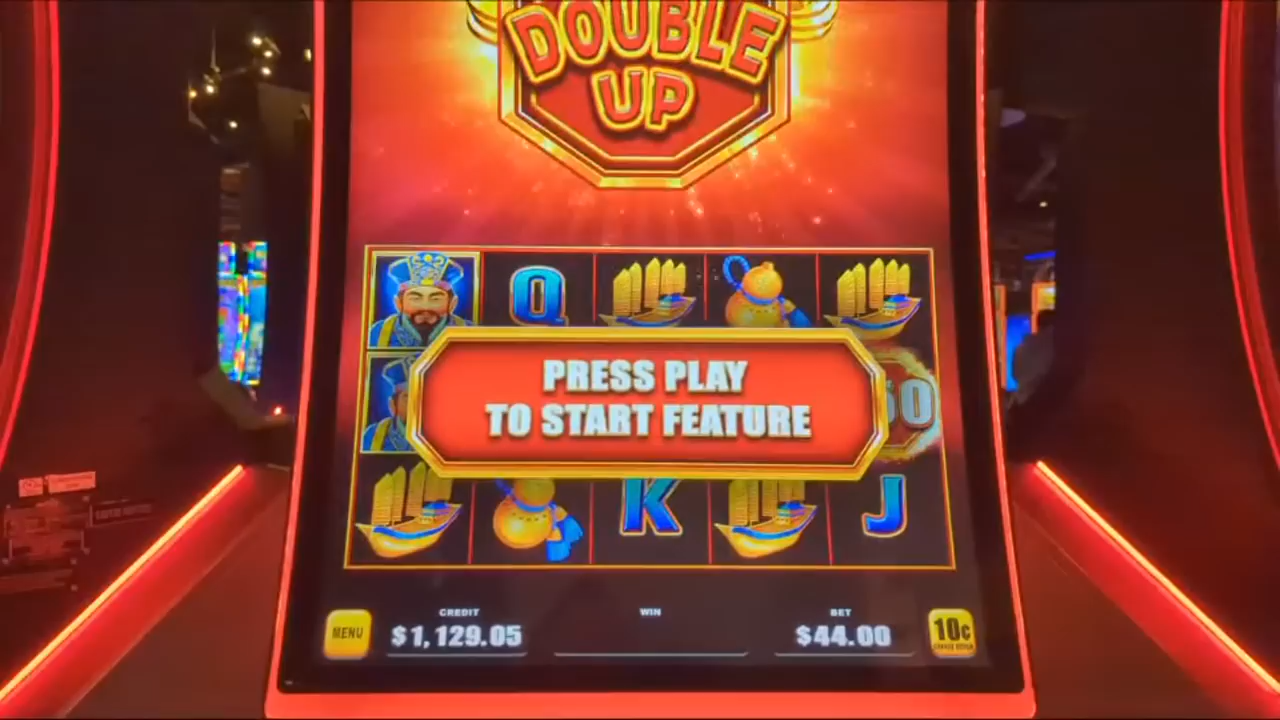 DOUBLE
UP
Q
PRESS PLAY
TO START FEATURE
K
J
CREDIT
WIN
BET
MENU
$1,129.05
$44.00
10¢